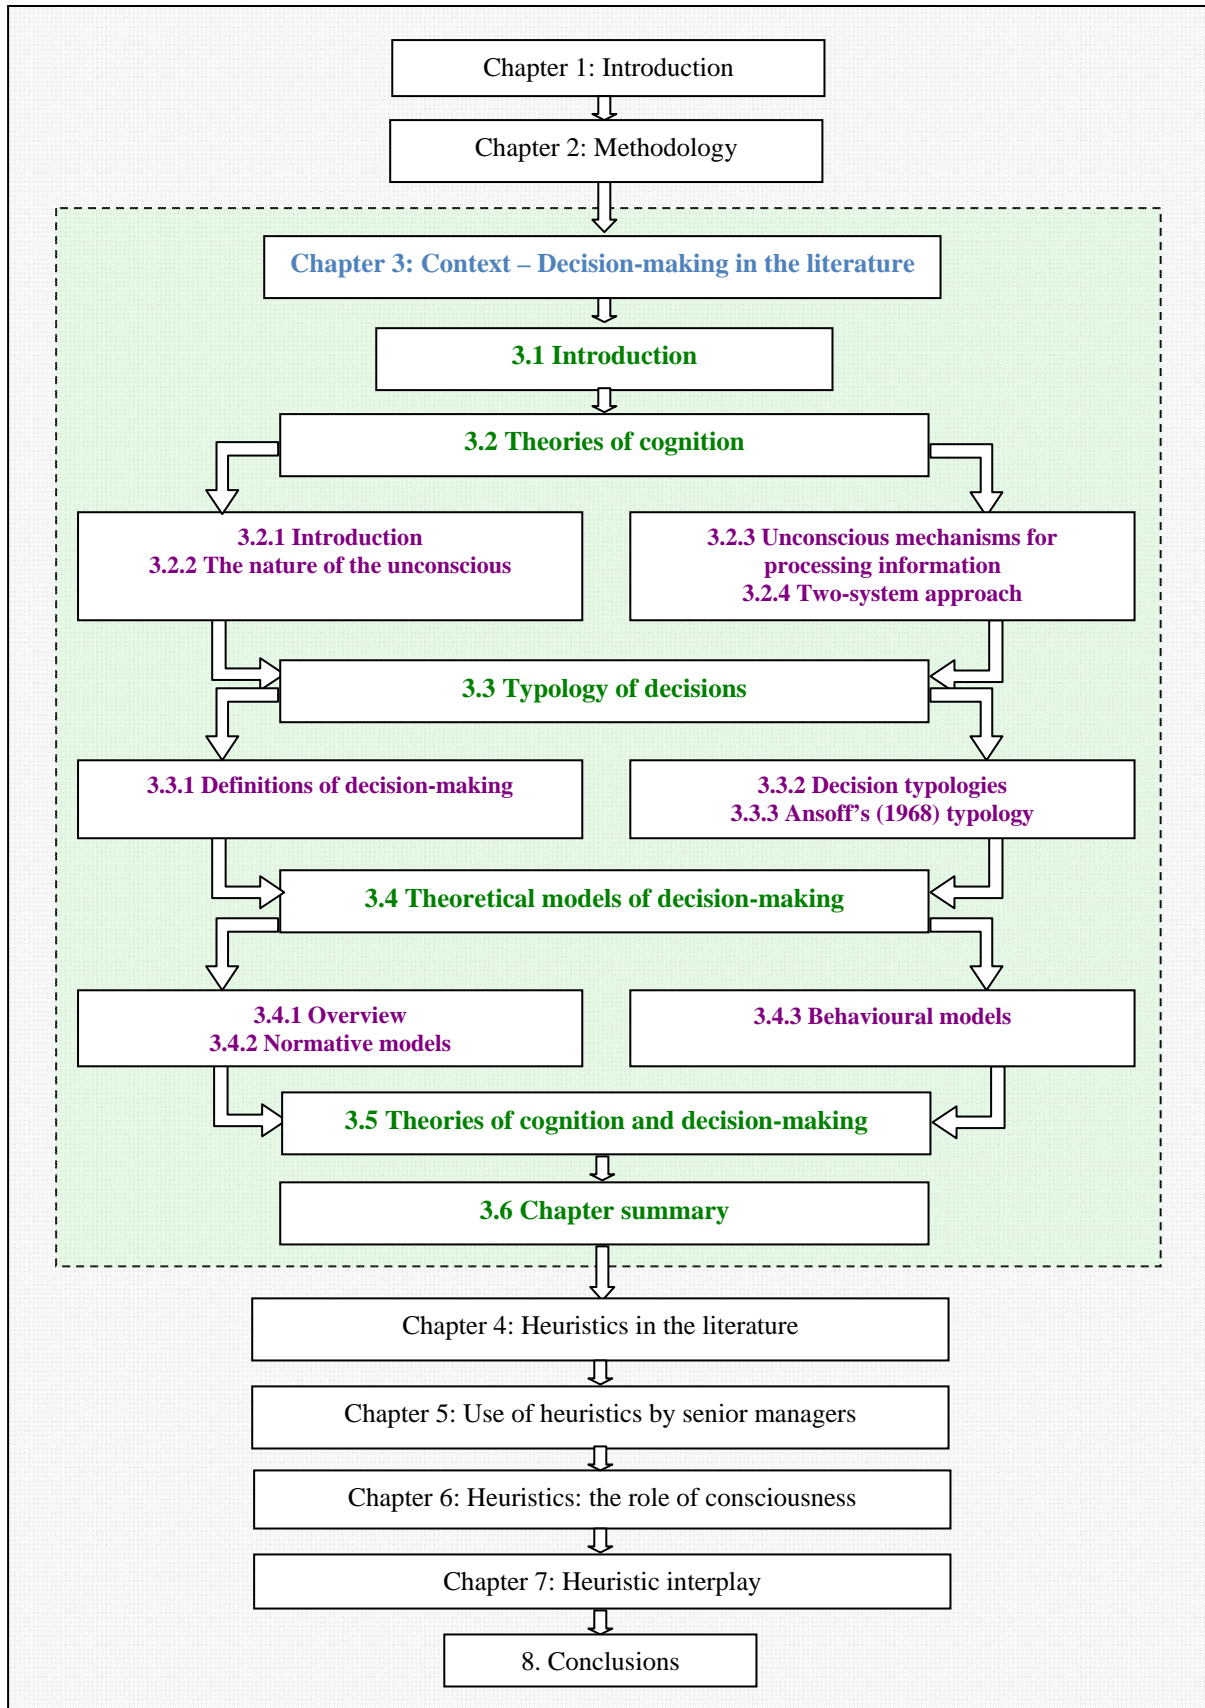 Chapter 1: Introduction
Chapter 2: Methodology
Chapter 3: Context – Decision-making in the literature
3.1 Introduction
3.2 Theories of cognition
3.2.1 Introduction
3.2.2 The nature of the unconscious
3.2.3 Unconscious mechanisms for
processing information
3.2.4 Two-system approach
3.3 Typology of decisions
3.3.1 Definitions of decision-making
3.3.2 Decision typologies
3.3.3 Ansoff’s (1968) typology
3.4 Theoretical models of decision-making
3.4.1 Overview
3.4.2 Normative models
3.4.3 Behavioural models
3.5 Theories of cognition and decision-making
3.6 Chapter summary
Chapter 4: Heuristics in the literature
Chapter 5: Use of heuristics by senior managers
Chapter 6: Heuristics: the role of consciousness
Chapter 7: Heuristic interplay
8. Conclusions